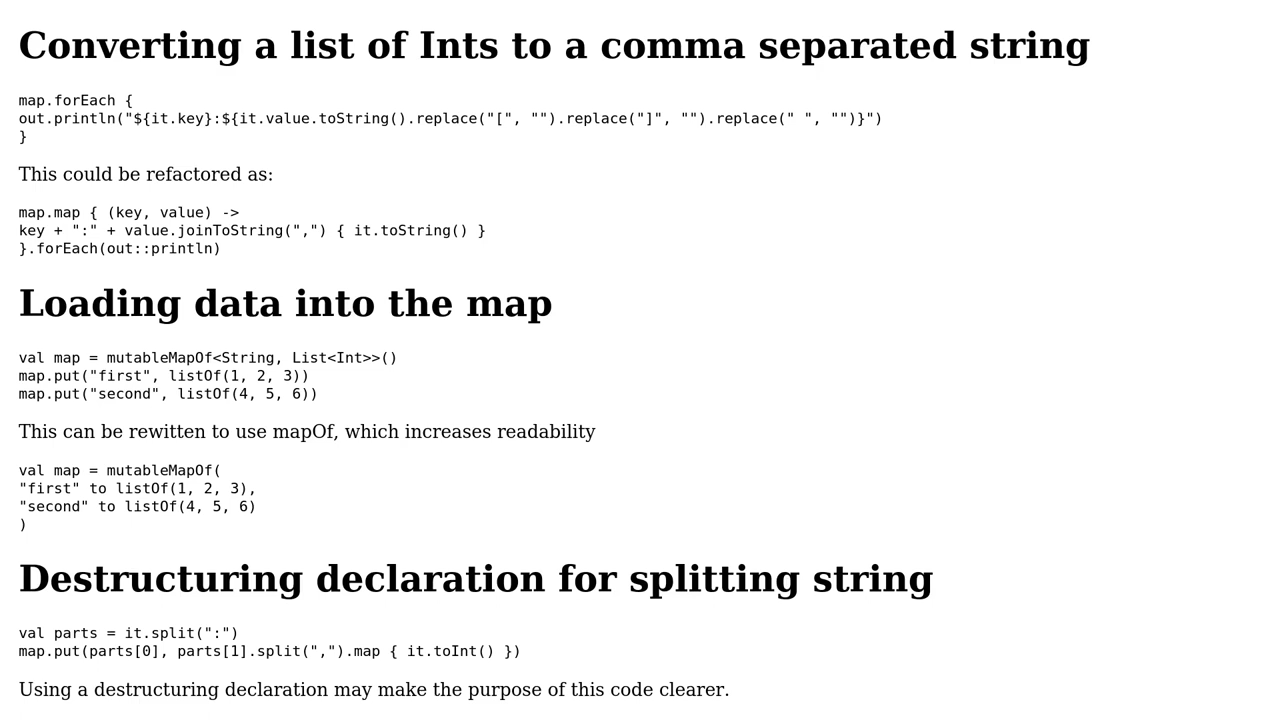 Converting a list of Ints to a comma separated string
map.forEach {
out.println("${it.key}:${it.value.toString().replace("[", "").replace("]", "").replace(" ", "")}")
}
This could be refactored as:
map.map { (key, value) ->
key + ":" + value.joinToString(",") { it.toString() }
}.forEach(out::println)
Loading data into the map
val map = mutableMapOf<String, List<Int>>()
map.put("first", listOf(1, 2, 3))
map.put("second", listOf(4, 5, 6))
This can be rewitten to use mapOf, which increases readability
val map = mutableMapOf(
"first" to listOf(1, 2, 3),
"second" to listOf(4, 5, 6)
)
Destructuring declaration for splitting string
val parts = it.split(":")
map.put(parts[0], parts[1].split(",").map { it.toInt() })
Using a destructuring declaration may make the purpose of this code clearer.